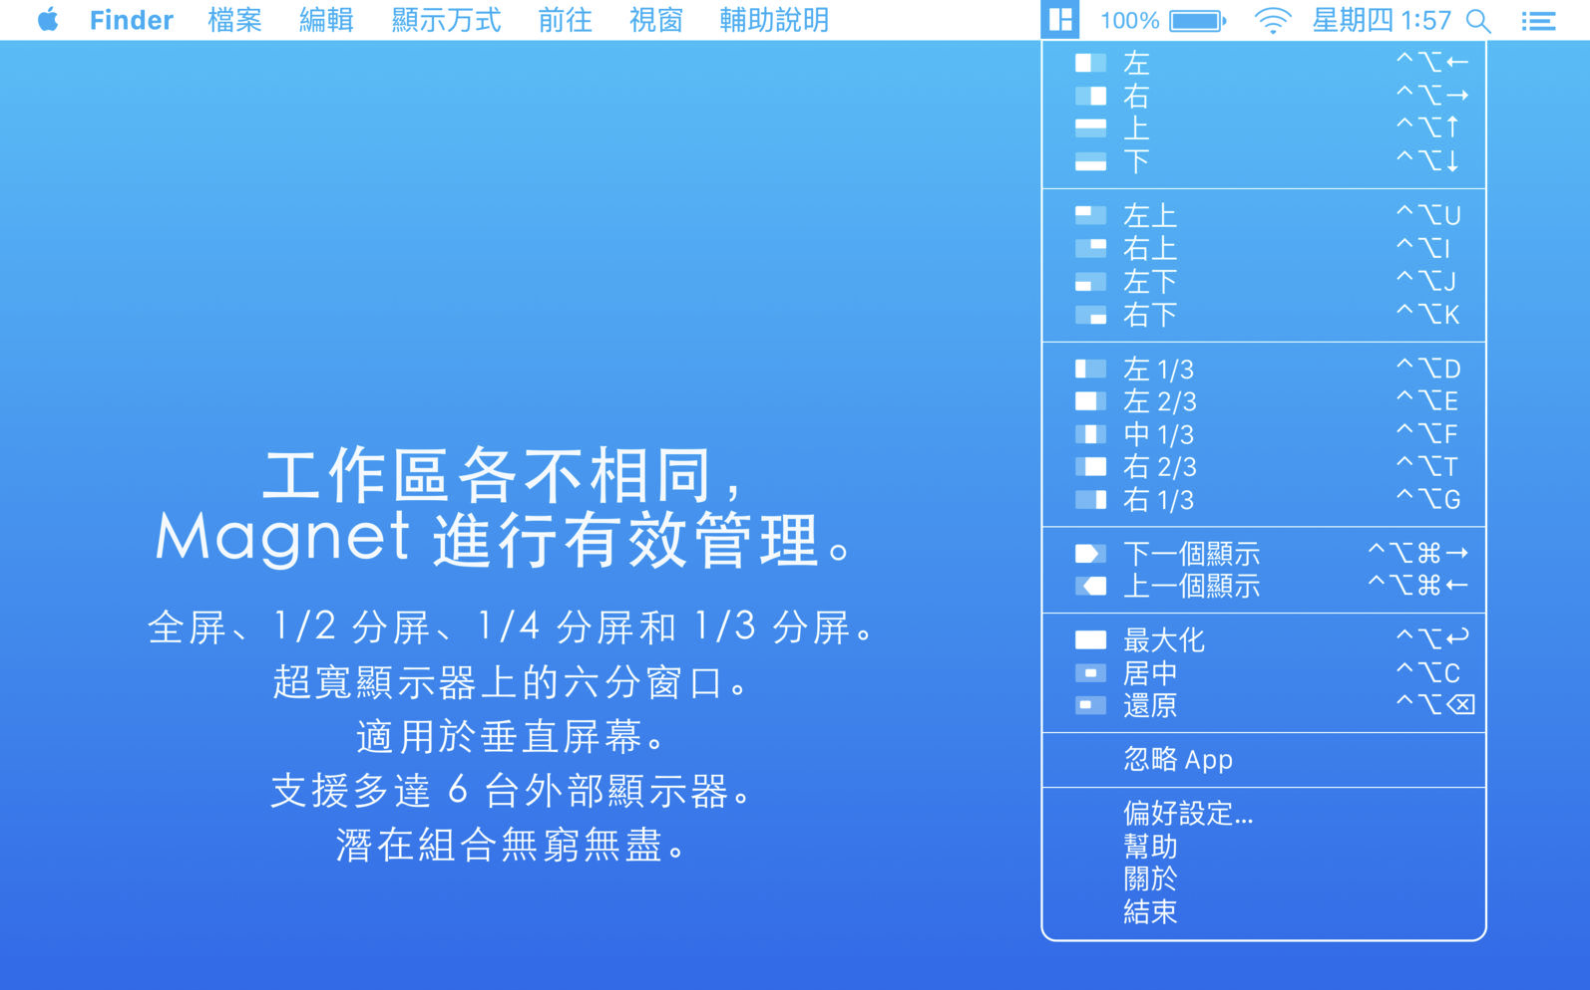 Finder 檔案 編輯 顯示万式 前往 視窗 輔助說明 100% 星期四 1:57
左 ^⌥←
右 ^⌥→
上 ^⌥↑
下 ^⌥↓
左上 ^⌥U
右上 ^⌥I
左下 ^⌥J
右下 ^⌥K
左 1/3 ^⌥D
左 2/3 ^⌥E
中 1/3 ^⌥F
右 2/3 ^⌥T
右 1/3 ^⌥G
下一個顯示 ^⌥⌘→
上一個顯示 ^⌥⌘←
最大化 ^⌥↩
居中 ^⌥C
還原 ^⌥⌫
忽略 App
偏好設定...
幫助
關於
結束
工作區各不相同，
Magnet 進行有效管理。
全屏、1/2 分屏、1/4 分屏和 1/3 分屏。
超寬顯示器上的六分窗口。
適用於垂直屏幕。
支援多達 6 台外部顯示器。
潛在組合無窮無盡。